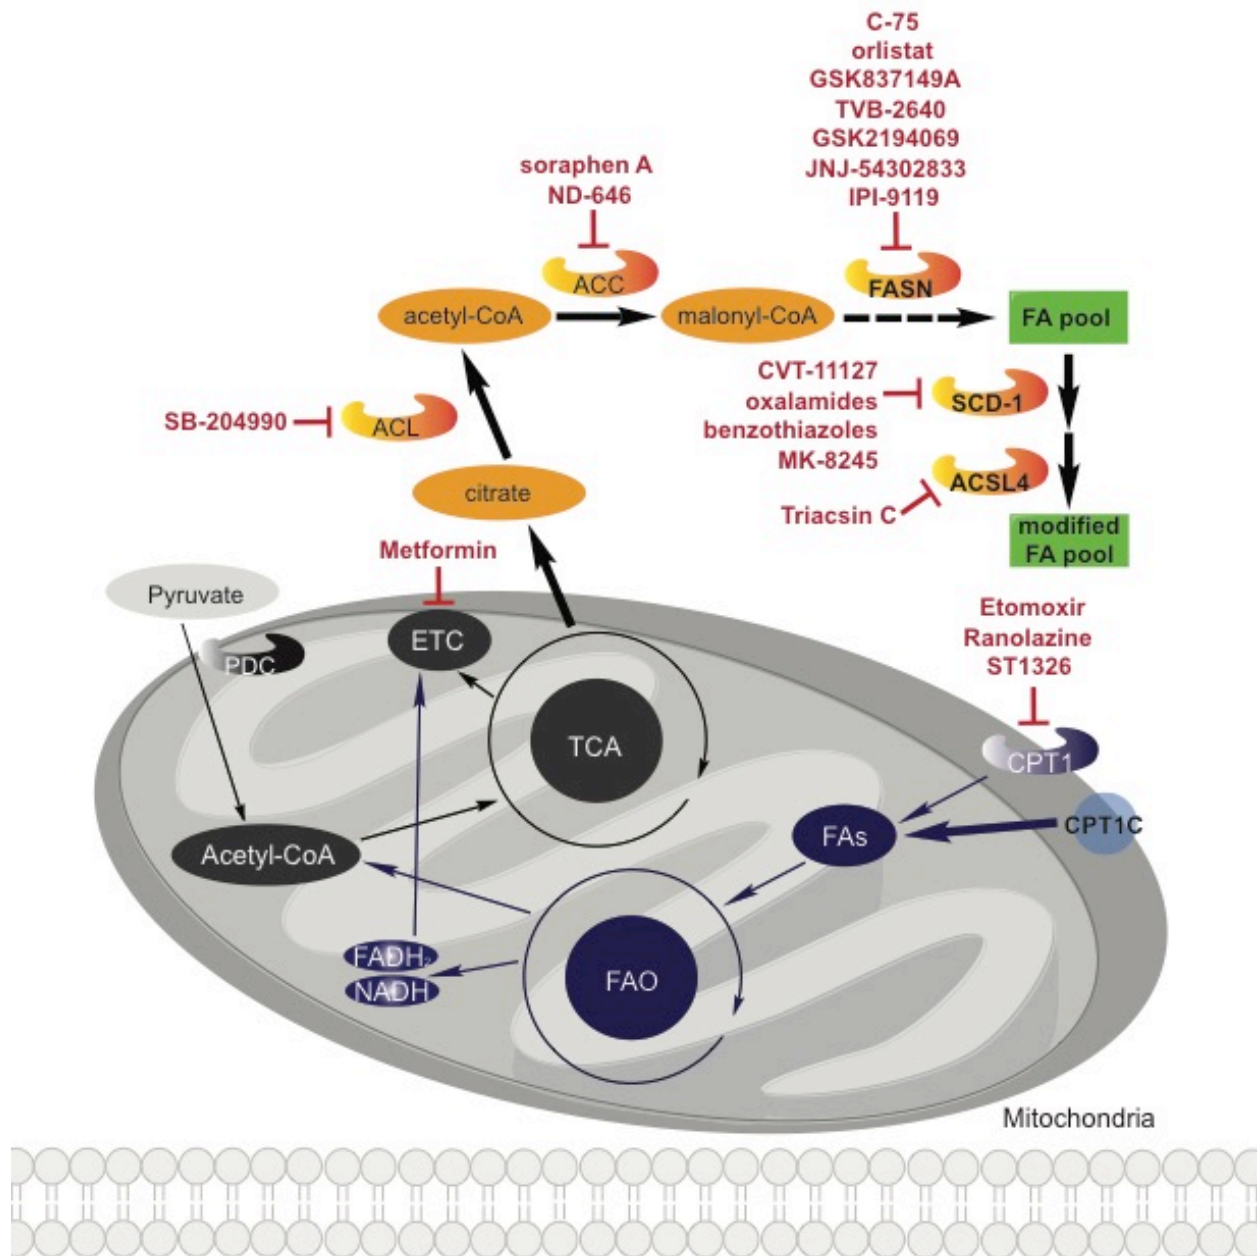 C-75
orlistat
GSK837149A
TVB-2640
GSK2194069
JNJ-54302833
IPI-9119
soraphen A
ND-646
ACC
FASN
acetyl-CoA
malonyl-CoA
FA pool
CVT-11127
oxalamides
benzothiazoles
MK-8245
SCD-1
SB-204990
ACL
ACSL4
Triacsin C
citrate
modified
FA pool
Metformin
Pyruvate
ETC
PDC
Etomoxir
Ranolazine
ST1326
TCA
CPT1
CPT1C
FAs
Acetyl-CoA
FADH₂
NADH
FAO
Mitochondria